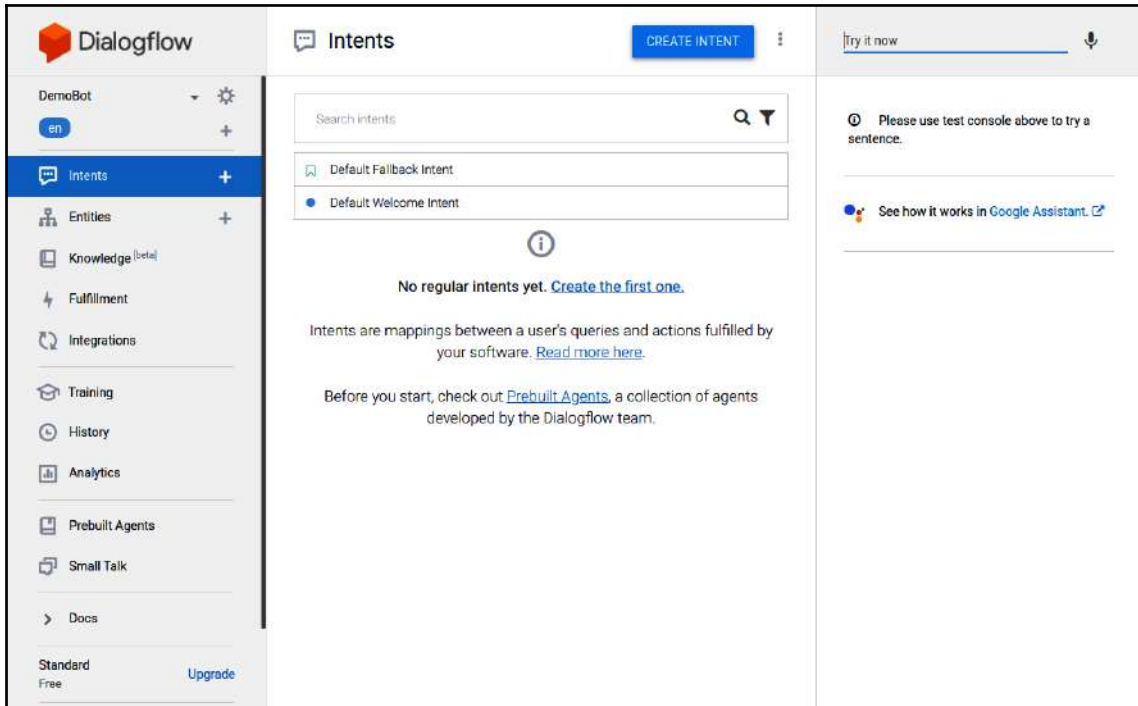 Dialogflow
DemoBot
en
Intents
Entities
Knowledge [beta]
Fulfillment
Integrations
Training
History
Analytics
Prebuilt Agents
Small Talk
Docs
Standard
Free
Upgrade
Intents
CREATE INTENT
Search intents
Default Fallback Intent
Default Welcome Intent
No regular intents yet. Create the first one.
Intents are mappings between a user's queries and actions fulfilled by
your software. Read more here.
Before you start, check out Prebuilt Agents, a collection of agents
developed by the Dialogflow team.
Try it now
Please use test console above to try a
sentence.
See how it works in Google Assistant.